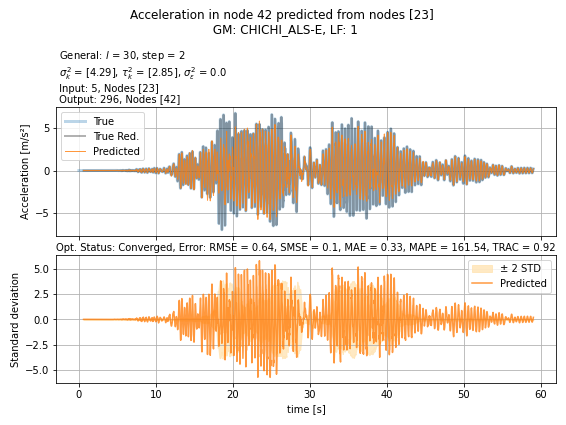 Acceleration in node 42 predicted from nodes [23]
GM: CHICHI_ALS-E, LF: 1
General: l = 30, step = 2
σ²ₖ = [4.29], τ²ₖ = [2.85], σ²ε = 0.0
Input: 5, Nodes [23]
Output: 296, Nodes [42]
True
True Red.
Predicted
Acceleration [m/s²]
5
0
−5
Opt. Status: Converged, Error: RMSE = 0.64, SMSE = 0.1, MAE = 0.33, MAPE = 161.54, TRAC = 0.92
± 2 STD
Predicted
Standard deviation
5.0
2.5
0.0
−2.5
−5.0
0 10 20 30 40 50 60
time [s]